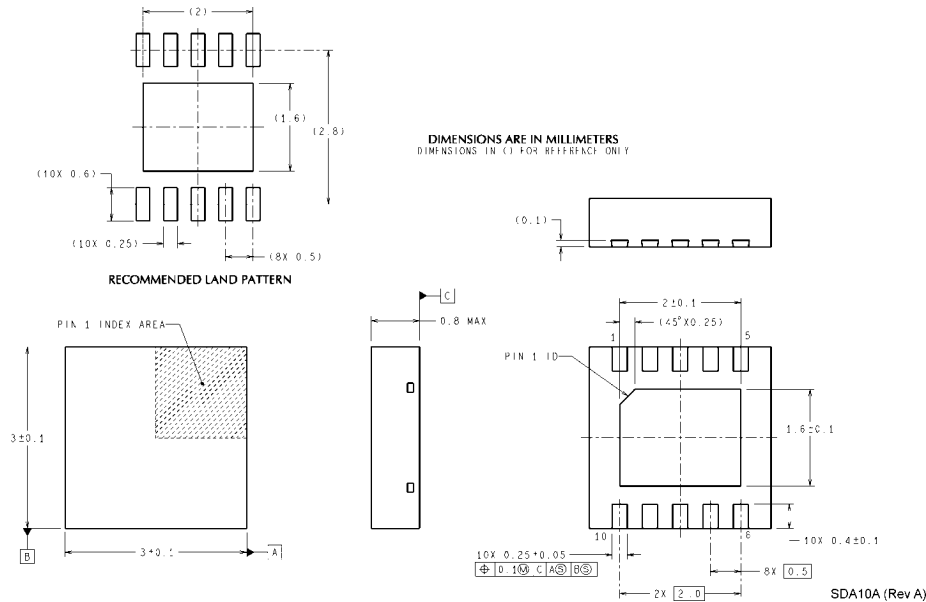 (2)
(1.6)
(2.8)
DIMENSIONS ARE IN MILLIMETERS
DIMENSIONS IN () FOR REFERENCE ONLY
(10X 0.6)
(10X 0.25)
(8X 0.5)
RECOMMENDED LAND PATTERN
(0.1)
PIN 1 INDEX AREA
C
0.8 MAX
2±0.1
(45°X0.25)
1
5
PIN 1 ID
3±0.1
1.6±0.1
B
3±0.1
A
10
6
10X 0.4±0.1
10X 0.25±0.05
⌖ 0.1Ⓜ C AⓈ BⓈ
8X 0.5
2X 2.0
SDA10A (Rev A)